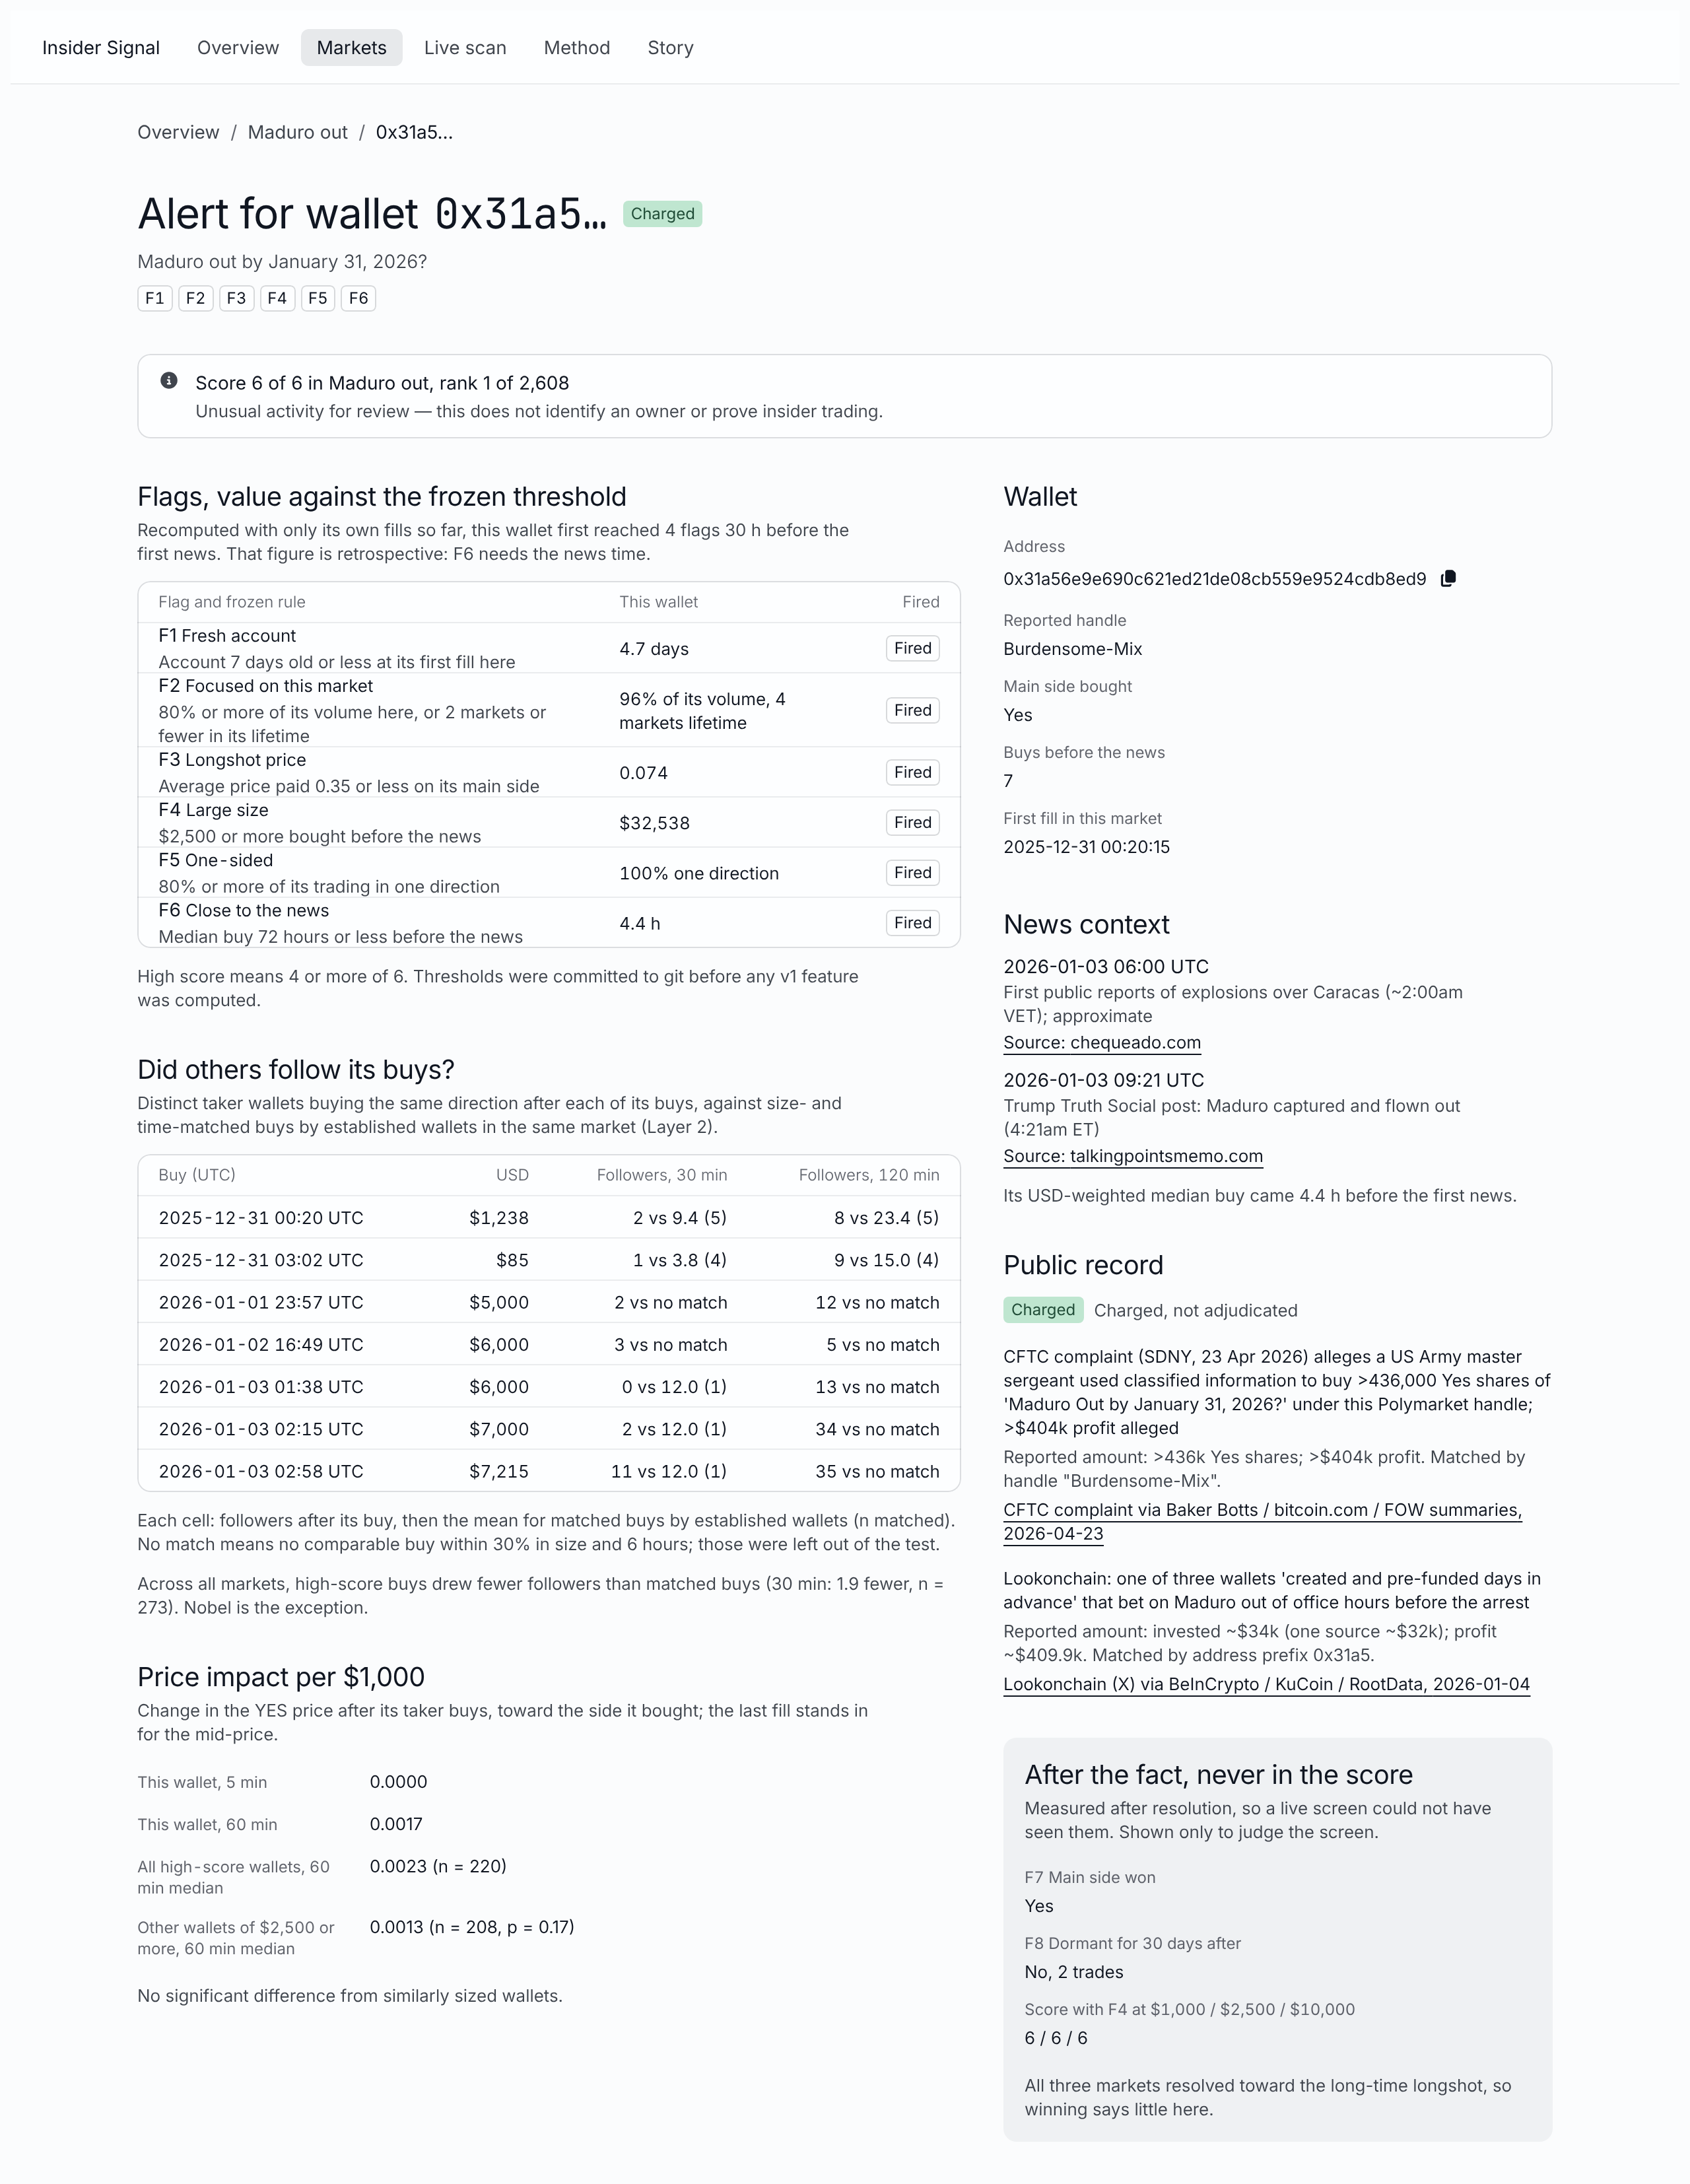 Insider Signal Overview Markets Live scan Method Story
Overview / Maduro out / 0x31a5…
Alert for wallet 0x31a5… Charged
Maduro out by January 31, 2026?
F1 F2 F3 F4 F5 F6
Score 6 of 6 in Maduro out, rank 1 of 2,608
Unusual activity for review — this does not identify an owner or prove insider trading.
Flags, value against the frozen threshold
Recomputed with only its own fills so far, this wallet first reached 4 flags 30 h before the
first news. That figure is retrospective: F6 needs the news time.
Flag and frozen rule This wallet Fired
F1 Fresh account
Account 7 days old or less at its first fill here
4.7 days Fired
F2 Focused on this market
80% or more of its volume here, or 2 markets or
fewer in its lifetime
96% of its volume, 4
markets lifetime
Fired
F3 Longshot price
Average price paid 0.35 or less on its main side
0.074 Fired
F4 Large size
$2,500 or more bought before the news
$32,538 Fired
F5 One-sided
80% or more of its trading in one direction
100% one direction Fired
F6 Close to the news
Median buy 72 hours or less before the news
4.4 h Fired
High score means 4 or more of 6. Thresholds were committed to git before any v1 feature
was computed.
Did others follow its buys?
Distinct taker wallets buying the same direction after each of its buys, against size- and
time-matched buys by established wallets in the same market (Layer 2).
Buy (UTC) USD Followers, 30 min Followers, 120 min
2025-12-31 00:20 UTC $1,238 2 vs 9.4 (5) 8 vs 23.4 (5)
2025-12-31 03:02 UTC $85 1 vs 3.8 (4) 9 vs 15.0 (4)
2026-01-01 23:57 UTC $5,000 2 vs no match 12 vs no match
2026-01-02 16:49 UTC $6,000 3 vs no match 5 vs no match
2026-01-03 01:38 UTC $6,000 0 vs 12.0 (1) 13 vs no match
2026-01-03 02:15 UTC $7,000 2 vs 12.0 (1) 34 vs no match
2026-01-03 02:58 UTC $7,215 11 vs 12.0 (1) 35 vs no match
Each cell: followers after its buy, then the mean for matched buys by established wallets (n matched).
No match means no comparable buy within 30% in size and 6 hours; those were left out of the test.
Across all markets, high-score buys drew fewer followers than matched buys (30 min: 1.9 fewer, n =
273). Nobel is the exception.
Price impact per $1,000
Change in the YES price after its taker buys, toward the side it bought; the last fill stands in
for the mid-price.
This wallet, 5 min 0.0000
This wallet, 60 min 0.0017
All high-score wallets, 60
min median
0.0023 (n = 220)
Other wallets of $2,500 or
more, 60 min median
0.0013 (n = 208, p = 0.17)
No significant difference from similarly sized wallets.
Wallet
Address
0x31a56e9e690c621ed21de08cb559e9524cdb8ed9
Reported handle
Burdensome-Mix
Main side bought
Yes
Buys before the news
7
First fill in this market
2025-12-31 00:20:15
News context
2026-01-03 06:00 UTC
First public reports of explosions over Caracas (~2:00am
VET); approximate
Source: chequeado.com
2026-01-03 09:21 UTC
Trump Truth Social post: Maduro captured and flown out
(4:21am ET)
Source: talkingpointsmemo.com
Its USD-weighted median buy came 4.4 h before the first news.
Public record
Charged Charged, not adjudicated
CFTC complaint (SDNY, 23 Apr 2026) alleges a US Army master
sergeant used classified information to buy >436,000 Yes shares of
'Maduro Out by January 31, 2026?' under this Polymarket handle;
>$404k profit alleged
Reported amount: >436k Yes shares; >$404k profit. Matched by
handle "Burdensome-Mix".
CFTC complaint via Baker Botts / bitcoin.com / FOW summaries,
2026-04-23
Lookonchain: one of three wallets 'created and pre-funded days in
advance' that bet on Maduro out of office hours before the arrest
Reported amount: invested ~$34k (one source ~$32k); profit
~$409.9k. Matched by address prefix 0x31a5.
Lookonchain (X) via BeInCrypto / KuCoin / RootData, 2026-01-04
After the fact, never in the score
Measured after resolution, so a live screen could not have
seen them. Shown only to judge the screen.
F7 Main side won
Yes
F8 Dormant for 30 days after
No, 2 trades
Score with F4 at $1,000 / $2,500 / $10,000
6 / 6 / 6
All three markets resolved toward the long-time longshot, so
winning says little here.